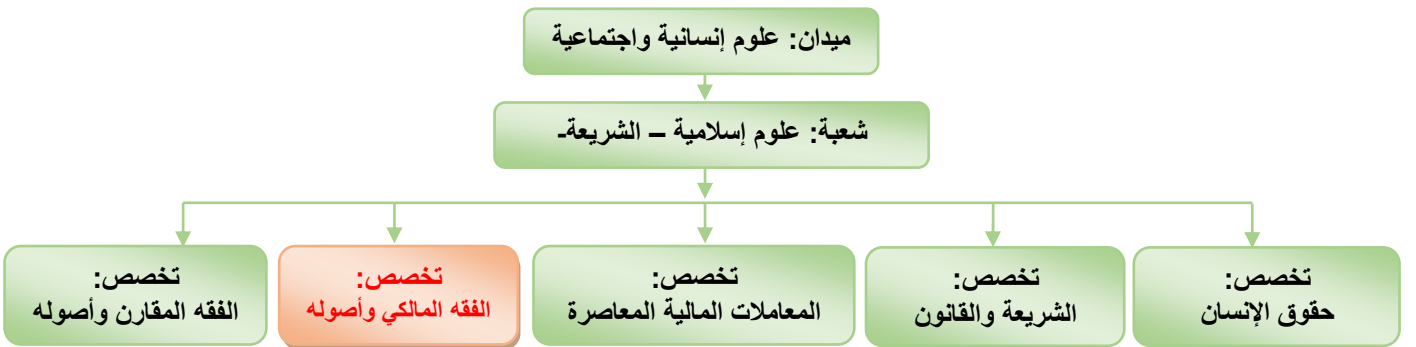 ميدان: علوم إنسانية واجتماعية
شعبة: علوم إسلامية – الشريعة-
تخصص:
حقوق الإنسان
تخصص:
الشريعة والقانون
تخصص:
المعاملات المالية المعاصرة
تخصص:
الفقه المالكي وأصوله
تخصص:
الفقه المقارن وأصوله